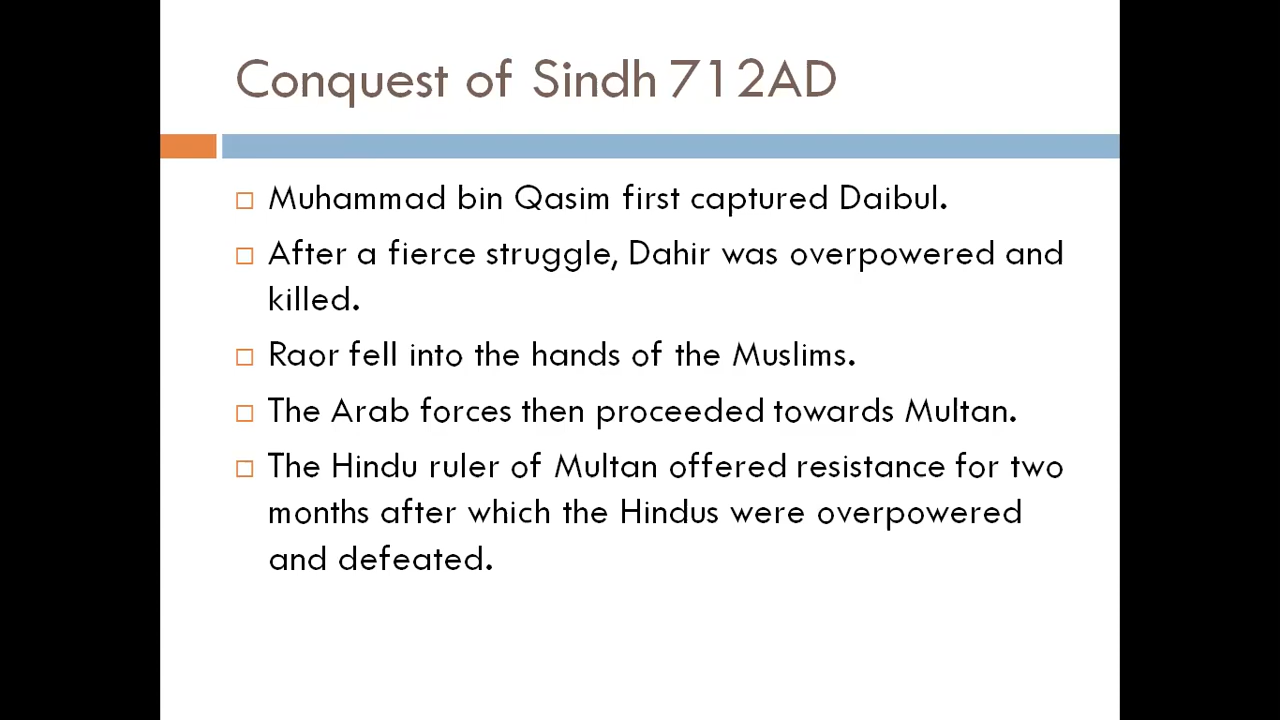 Conquest of Sindh 712AD
Muhammad bin Qasim first captured Daibul.
After a fierce struggle, Dahir was overpowered and
killed.
Raor fell into the hands of the Muslims.
The Arab forces then proceeded towards Multan.
The Hindu ruler of Multan offered resistance for two
months after which the Hindus were overpowered
and defeated.